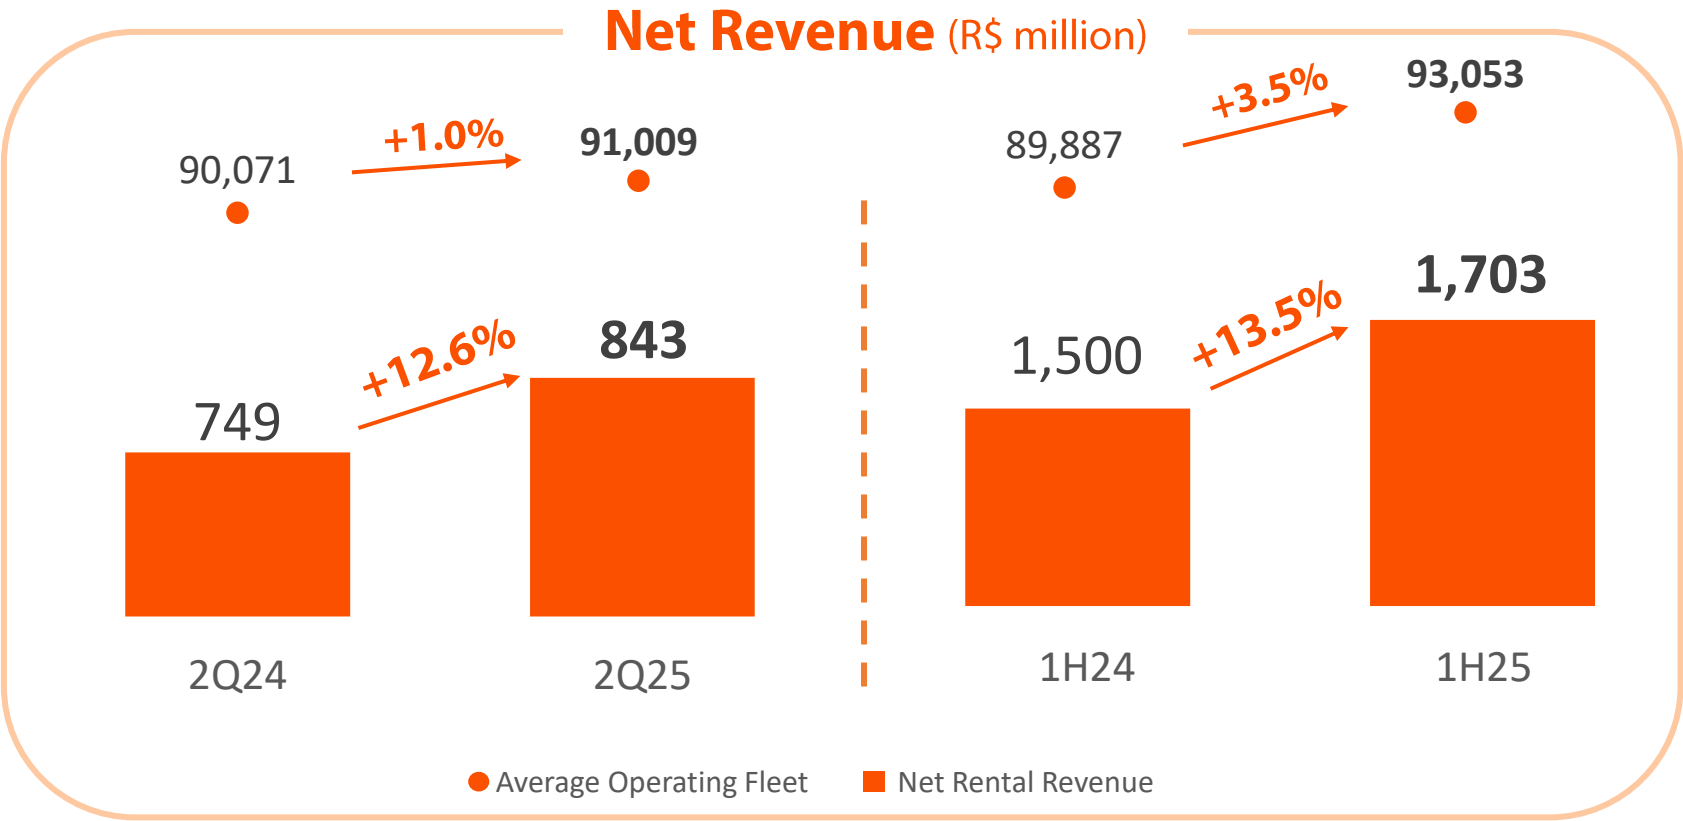 Net Revenue (R$ million)
90,071
+1.0%
91,009
749
+12.6%
843
2Q24
2Q25
89,887
+3.5%
93,053
1,500
+13.5%
1,703
1H24
1H25
Average Operating Fleet
Net Rental Revenue